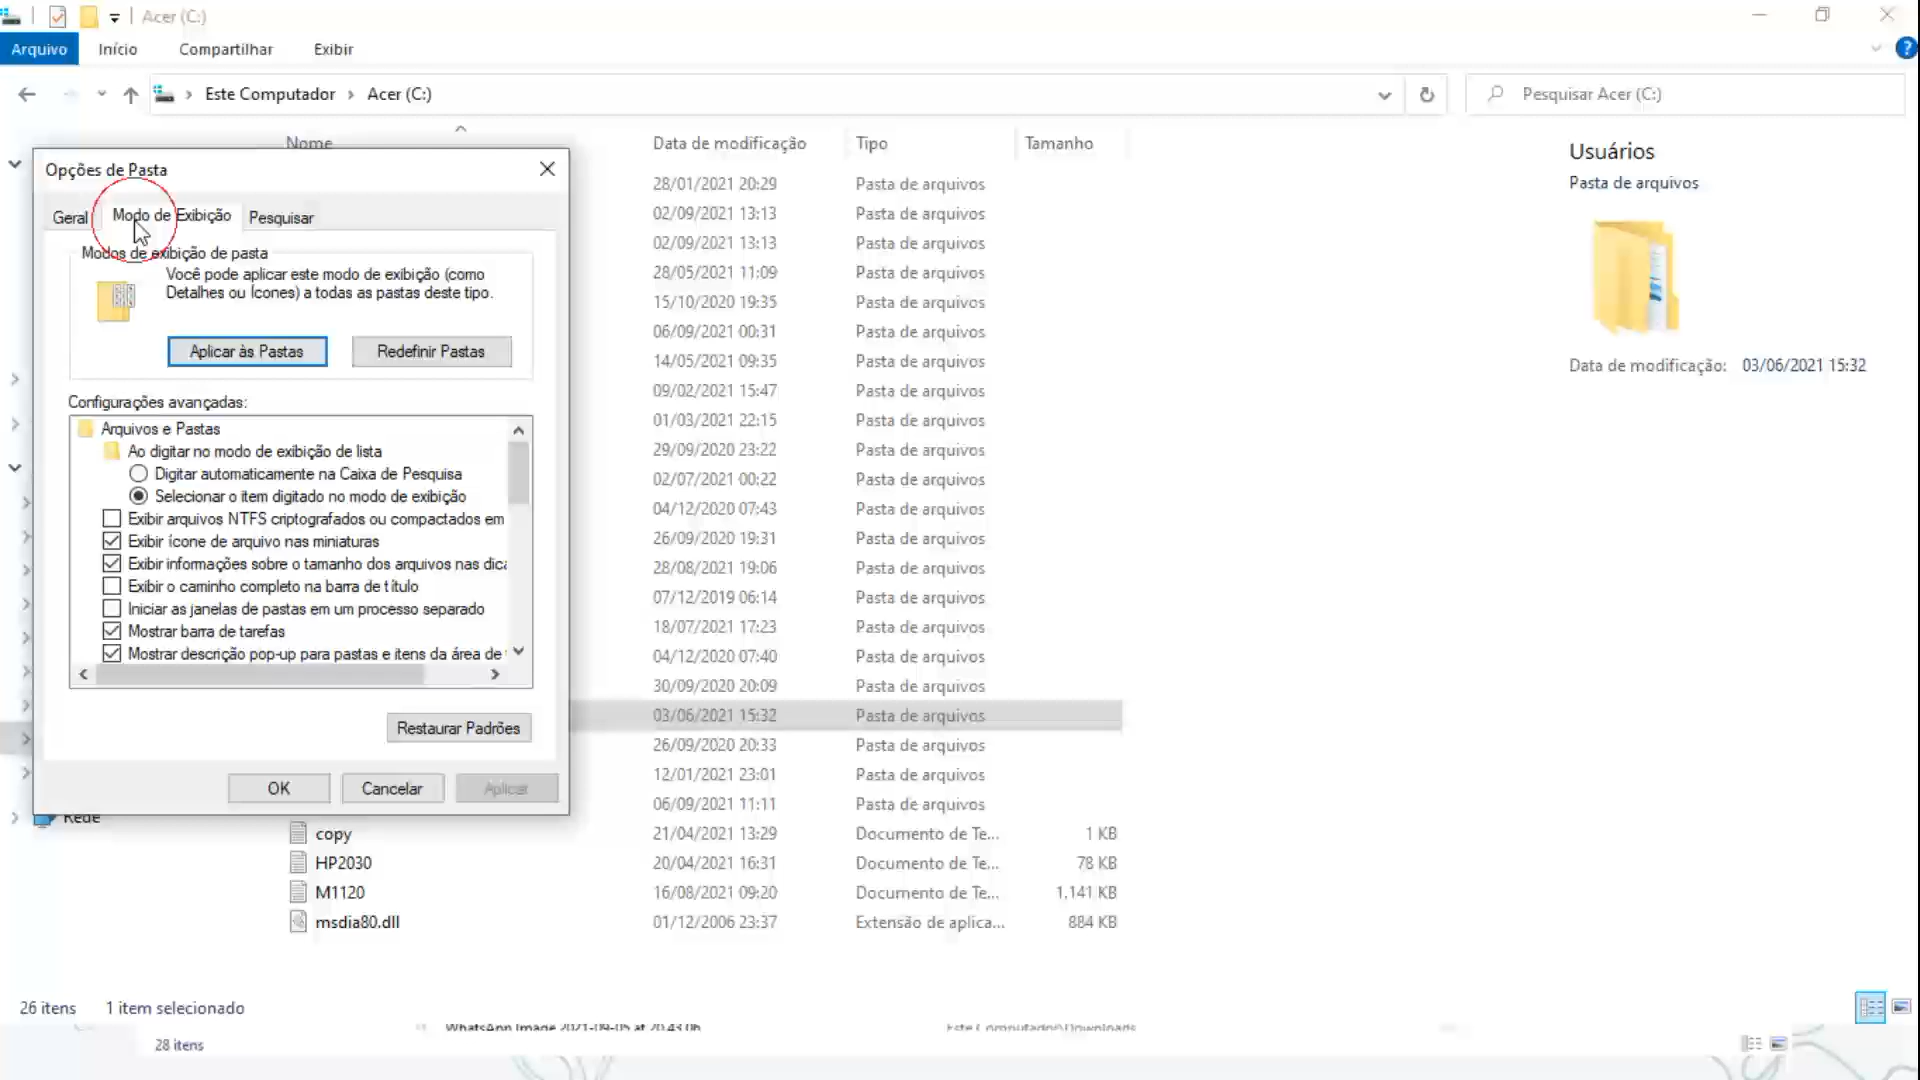 Acer (C:)
Arquivo Início Compartilhar Exibir
Este Computador Acer (C:) Pesquisar Acer (C:)
Nome Data de modificação Tipo Tamanho
Usuários
Pasta de arquivos
Data de modificação: 03/06/2021 15:32
Opções de Pasta
Geral Modo de Exibição Pesquisar
Modos de exibição de pasta
Você pode aplicar este modo de exibição (como
Detalhes ou Ícones) a todas as pastas deste tipo.
Aplicar às Pastas Redefinir Pastas
Configurações avançadas:
Arquivos e Pastas
Ao digitar no modo de exibição de lista
Digitar automaticamente na Caixa de Pesquisa
Selecionar o item digitado no modo de exibição
Exibir arquivos NTFS criptografados ou compactados em
Exibir ícone de arquivo nas miniaturas
Exibir informações sobre o tamanho dos arquivos nas
Exibir o caminho completo na barra de título
Iniciar as janelas de pastas em um processo separado
Mostrar barra de tarefas
Mostrar descrição pop-up para pastas e itens da área de
Restaurar Padrões
OK Cancelar Aplicar
28/01/2021 20:29 Pasta de arquivos
02/09/2021 13:13 Pasta de arquivos
02/09/2021 13:13 Pasta de arquivos
28/05/2021 11:09 Pasta de arquivos
15/10/2020 19:35 Pasta de arquivos
06/09/2021 00:31 Pasta de arquivos
14/05/2021 09:35 Pasta de arquivos
09/02/2021 15:47 Pasta de arquivos
01/03/2021 22:15 Pasta de arquivos
29/09/2020 23:22 Pasta de arquivos
02/07/2021 00:22 Pasta de arquivos
04/12/2020 07:43 Pasta de arquivos
26/09/2020 19:31 Pasta de arquivos
28/08/2021 19:06 Pasta de arquivos
07/12/2019 06:14 Pasta de arquivos
18/07/2021 17:23 Pasta de arquivos
04/12/2020 07:40 Pasta de arquivos
30/09/2020 20:09 Pasta de arquivos
03/06/2021 15:32 Pasta de arquivos
26/09/2020 20:33 Pasta de arquivos
12/01/2021 23:01 Pasta de arquivos
06/09/2021 11:11 Pasta de arquivos
Rede
copy 21/04/2021 13:29 Documento de Te... 1 KB
HP2030 20/04/2021 16:31 Documento de Te... 78 KB
M1120 16/08/2021 09:20 Documento de Te... 1.141 KB
msdia80.dll 01/12/2006 23:37 Extensão de aplica... 884 KB
26 itens 1 item selecionado
WhatsApp Image 2021-09-05 at 20.43.06 Este Computador\Downloads
28 itens